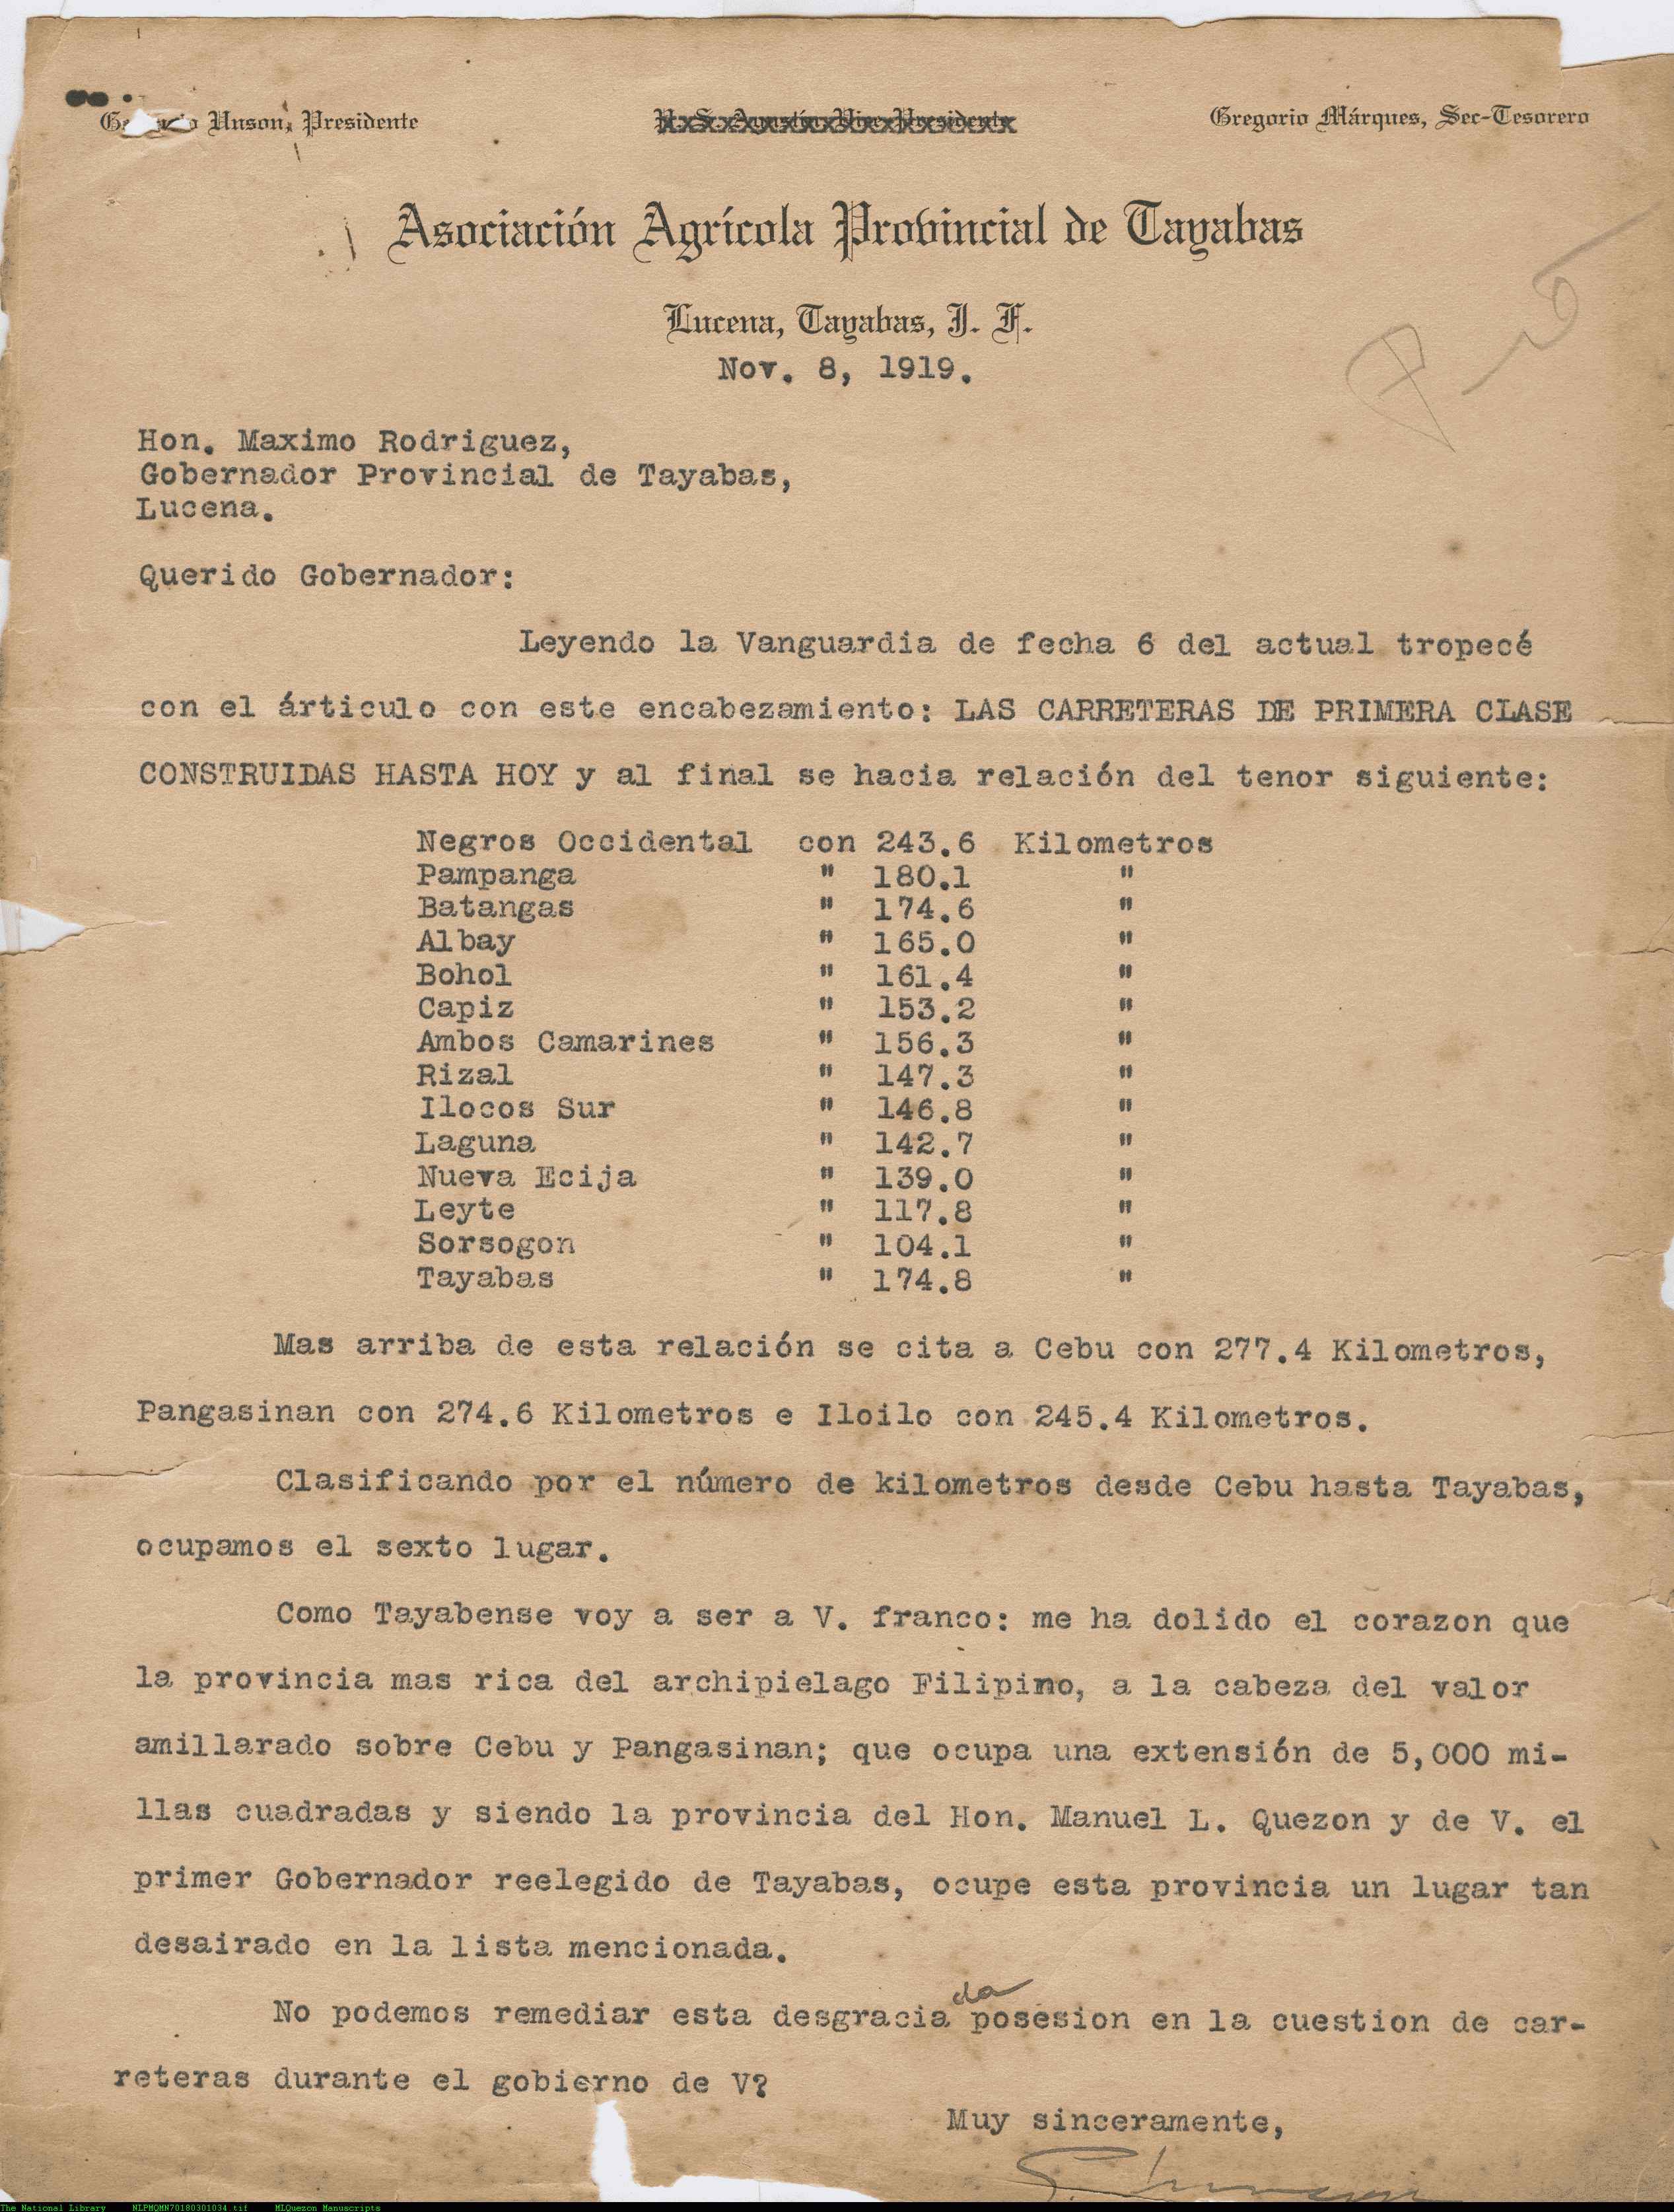 Unson, Presidente
Gregorio Márques, Sec-Tesorero
Asociación Agrícola Provincial de Tayabas
Lucena, Tayabas, I. F.
Nov. 8, 1919.
Hon. Maximo Rodriguez,
Gobernador Provincial de Tayabas,
Lucena.
Querido Gobernador:
Leyendo la Vanguardia de fecha 6 del actual tropecé
con el árticulo con este encabezamiento: LAS CARRETERAS DE PRIMERA CLASE
CONSTRUIDAS HASTA HOY y al final se hacia relación del tenor siguiente:
Negros Occidental con 243.6 Kilometros
Pampanga " 180.1 "
Batangas " 174.6 "
Albay " 165.0 "
Bohol " 161.4 "
Capiz " 153.2 "
Ambos Camarines " 156.3 "
Rizal " 147.3 "
Ilocos Sur " 146.8 "
Laguna " 142.7 "
Nueva Ecija " 139.0 "
Leyte " 117.8 "
Sorsogon " 104.1 "
Tayabas " 174.8 "
Mas arriba de esta relación se cita a Cebu con 277.4 Kilometros,
Pangasinan con 274.6 Kilometros e Iloilo con 245.4 Kilometros.
Clasificando por el número de kilometros desde Cebu hasta Tayabas,
ocupamos el sexto lugar.
Como Tayabense voy a ser a V. franco: me ha dolido el corazon que
la provincia mas rica del archipielago Filipino, a la cabeza del valor
amillarado sobre Cebu y Pangasinan; que ocupa una extensión de 5,000 mi-
llas cuadradas y siendo la provincia del Hon. Manuel L. Quezon y de V. el
primer Gobernador reelegido de Tayabas, ocupe esta provincia un lugar tan
desairado en la lista mencionada.
No podemos remediar esta desgracia da posesion en la cuestion de car-
reteras durante el gobierno de V?
Muy sinceramente,
The National Library NLPMQMN70180301034.tif MLQuezon Manuscripts